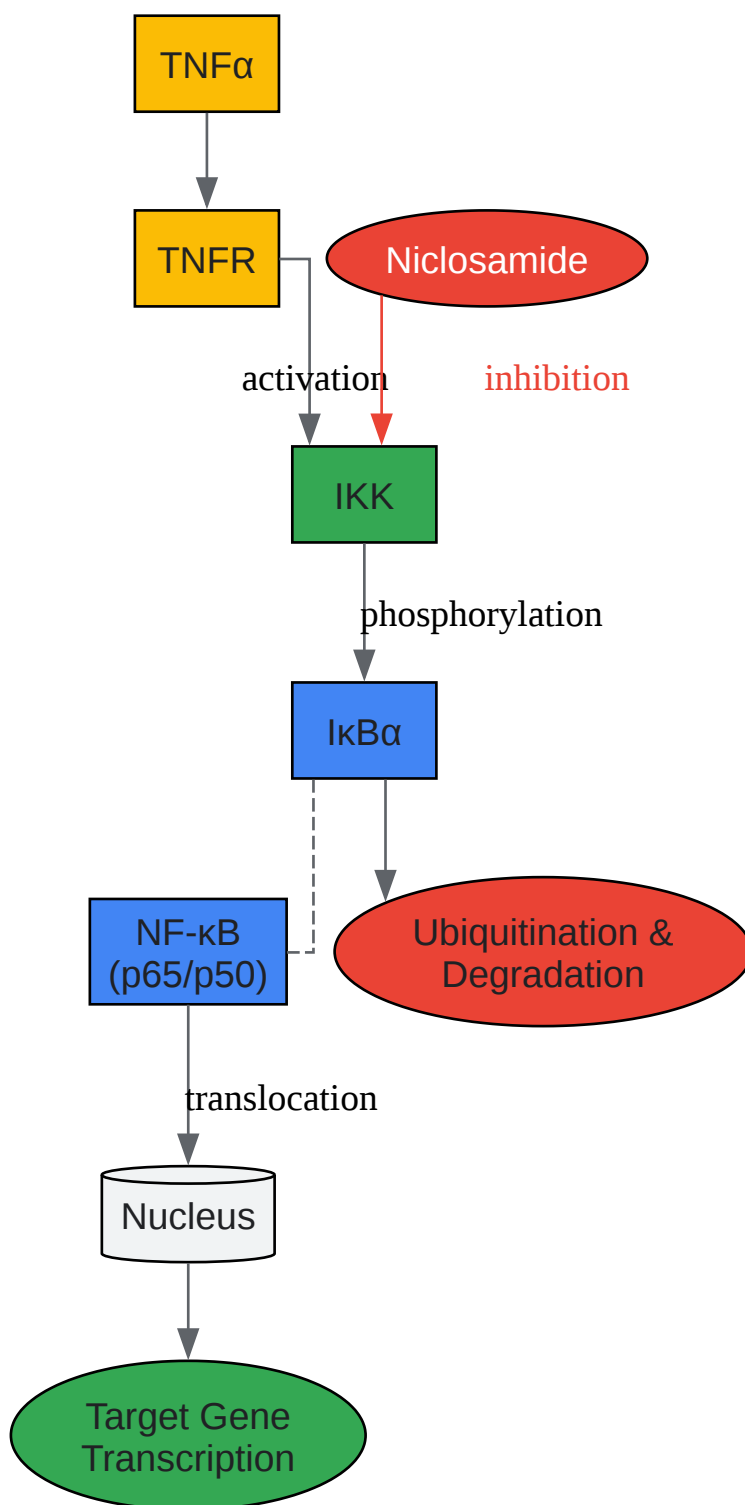 TNFα
TNFR
Niclosamide
activation
inhibition
IKK
phosphorylation
IκBα
NF-κB
(p65/p50)
Ubiquitination &
Degradation
translocation
Nucleus
Target Gene
Transcription